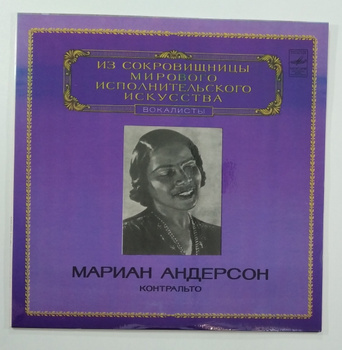 ИЗ СОКРОВИЩНИЦЫ
МИРОВОГО
ИСПОЛНИТЕЛЬСКОГО
ИСКУССТВА
ВОКАЛИСТЫ
МАРИАН АНДЕРСОН
КОНТРАЛЬТО